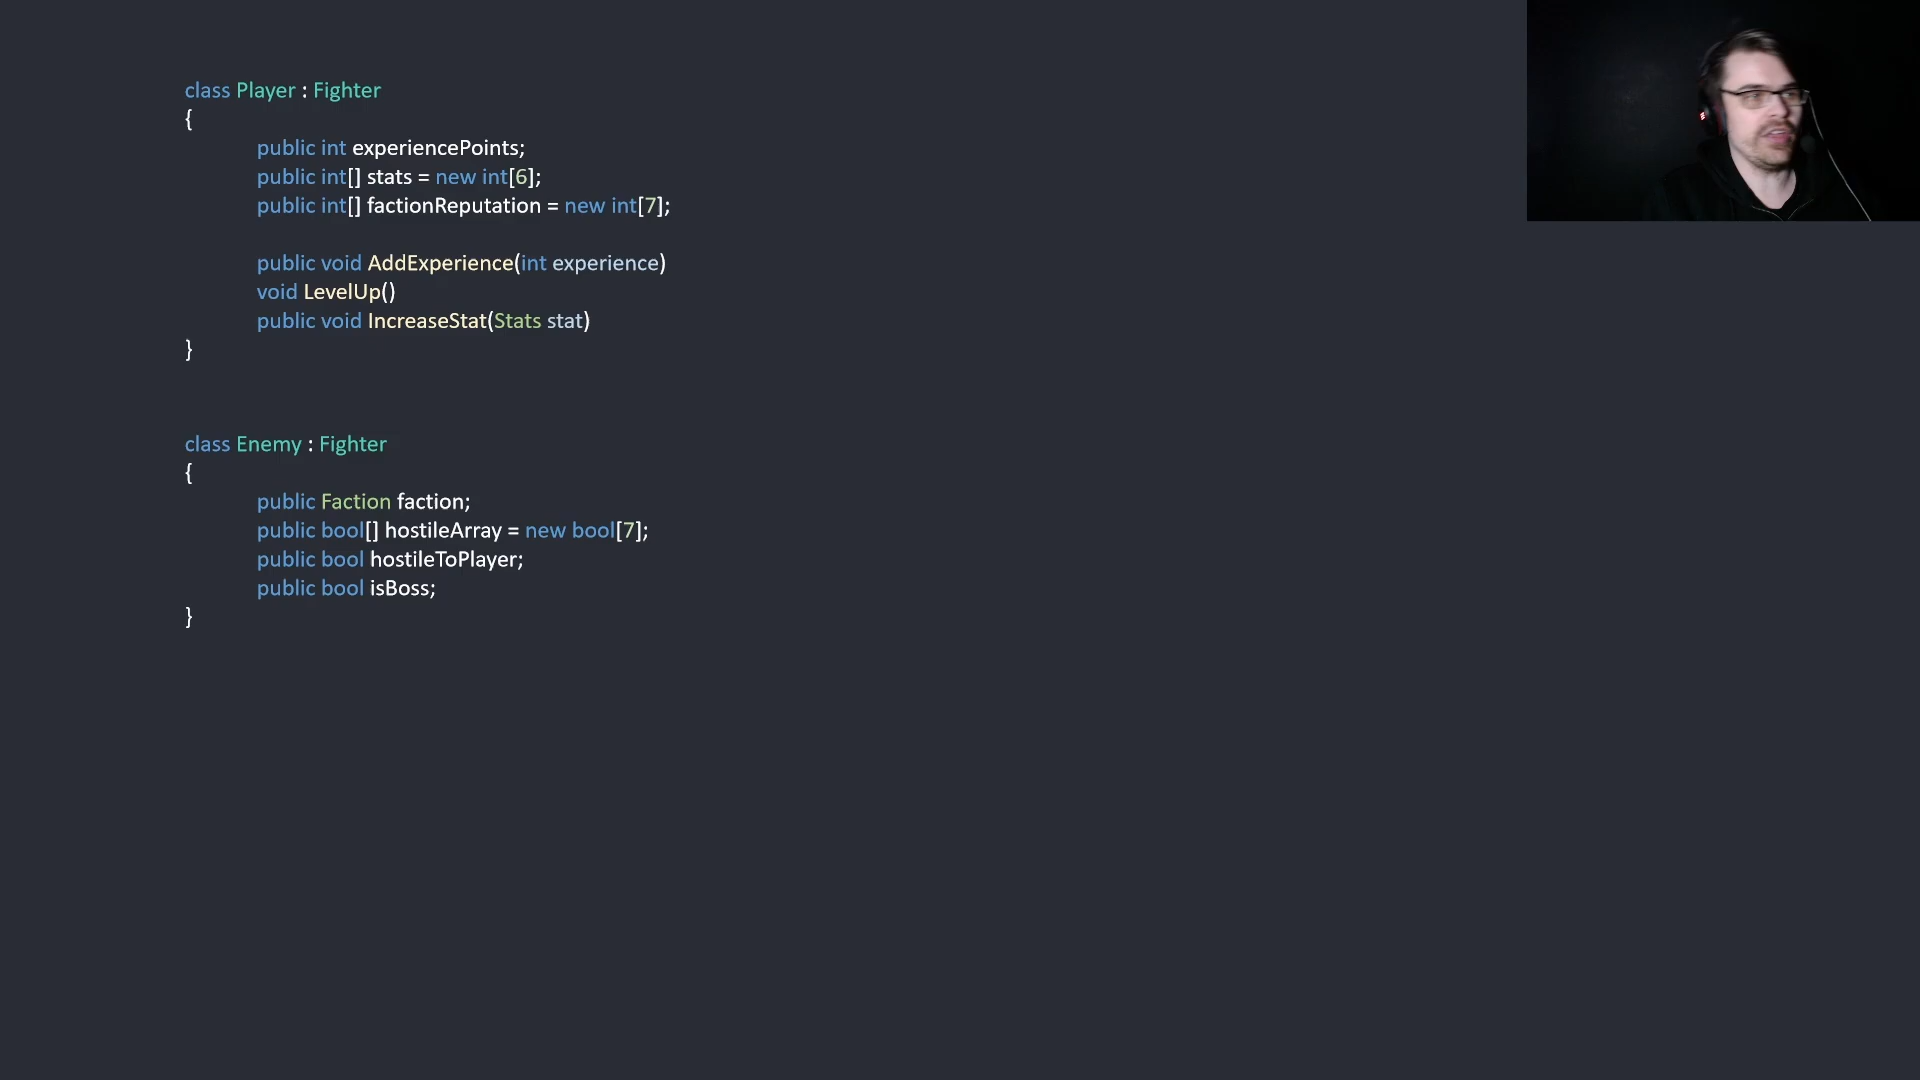 class Player : Fighter
{
public int experiencePoints;
public int[] stats = new int[6];
public int[] factionReputation = new int[7];
public void AddExperience(int experience)
void LevelUp()
public void IncreaseStat(Stats stat)
}
class Enemy : Fighter
{
public Faction faction;
public bool[] hostileArray = new bool[7];
public bool hostileToPlayer;
public bool isBoss;
}